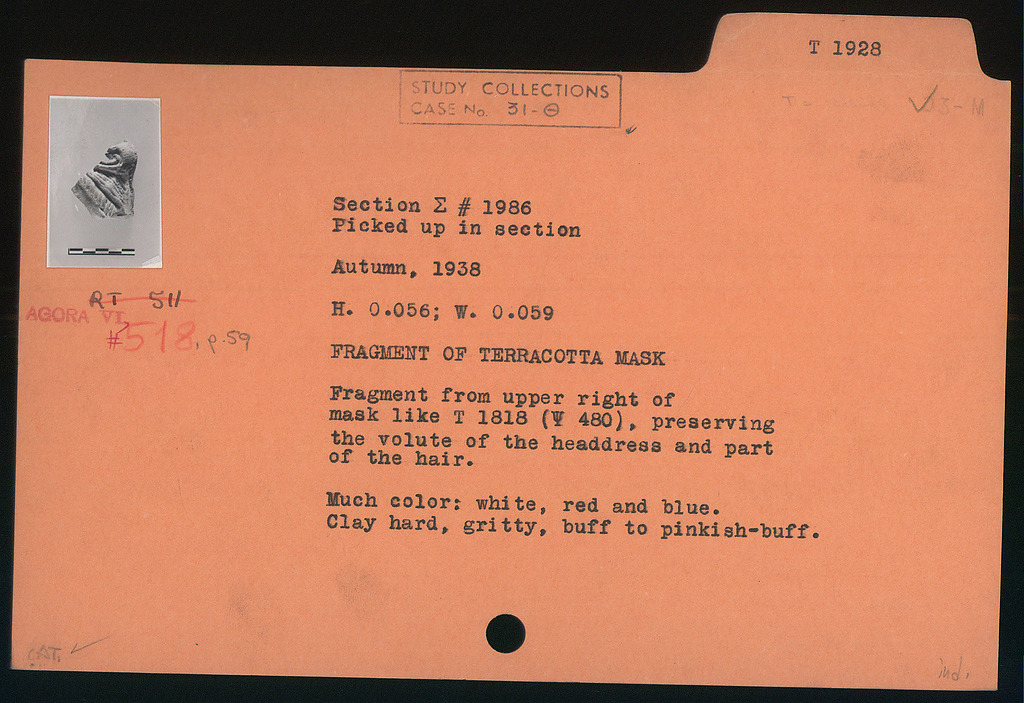 T 1928
STUDY COLLECTIONS
CASE No. 31-Θ
33-M
Section Σ # 1986
Picked up in section
Autumn, 1938
H. 0.056; W. 0.059
FRAGMENT OF TERRACOTTA MASK
Fragment from upper right of
mask like T 1818 (Ψ 480), preserving
the volute of the headdress and part
of the hair.
Much color: white, red and blue.
Clay hard, gritty, buff to pinkish-buff.
RT 511
AGORA VI
#518, p.59
CAT.
ind.